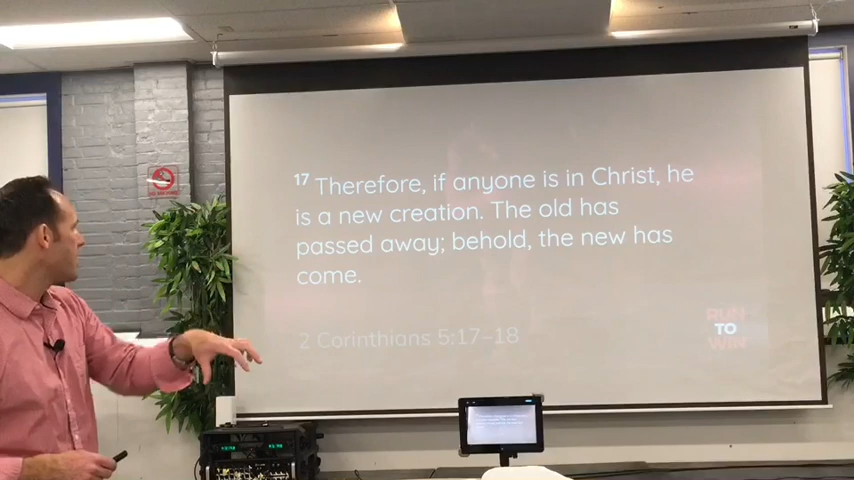 17 Therefore, if anyone is in Christ, he
is a new creation. The old has
passed away; behold, the new has
come.
2 Corinthians 5:17–18
RUN
TO
WIN